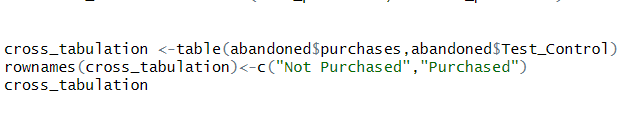 cross_tabulation <-table(abandoned$purchases,abandoned$Test_Control)
rownames(cross_tabulation)<-c("Not Purchased","Purchased")
cross_tabulation